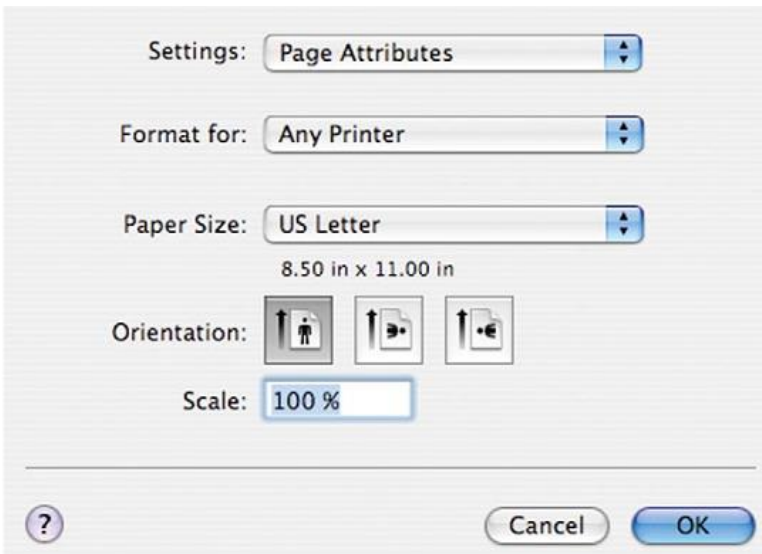 Settings: Page Attributes
Format for: Any Printer
Paper Size: US Letter
8.50 in x 11.00 in
Orientation:
Scale: 100 %
? Cancel OK